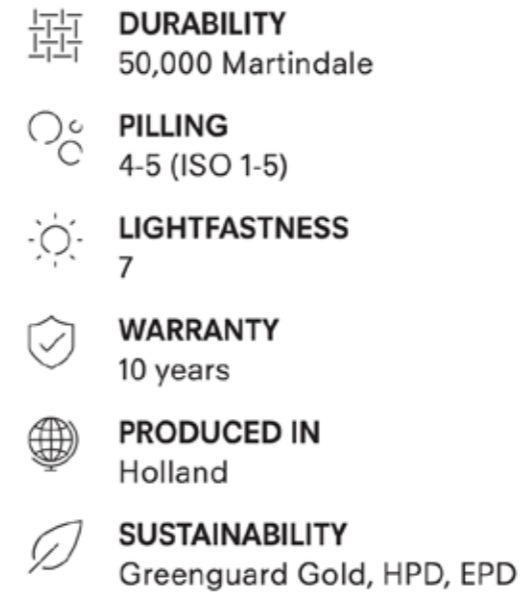 DURABILITY
50,000 Martindale
PILLING
4-5 (ISO 1-5)
LIGHTFASTNESS
7
WARRANTY
10 years
PRODUCED IN
Holland
SUSTAINABILITY
Greenguard Gold, HPD, EPD